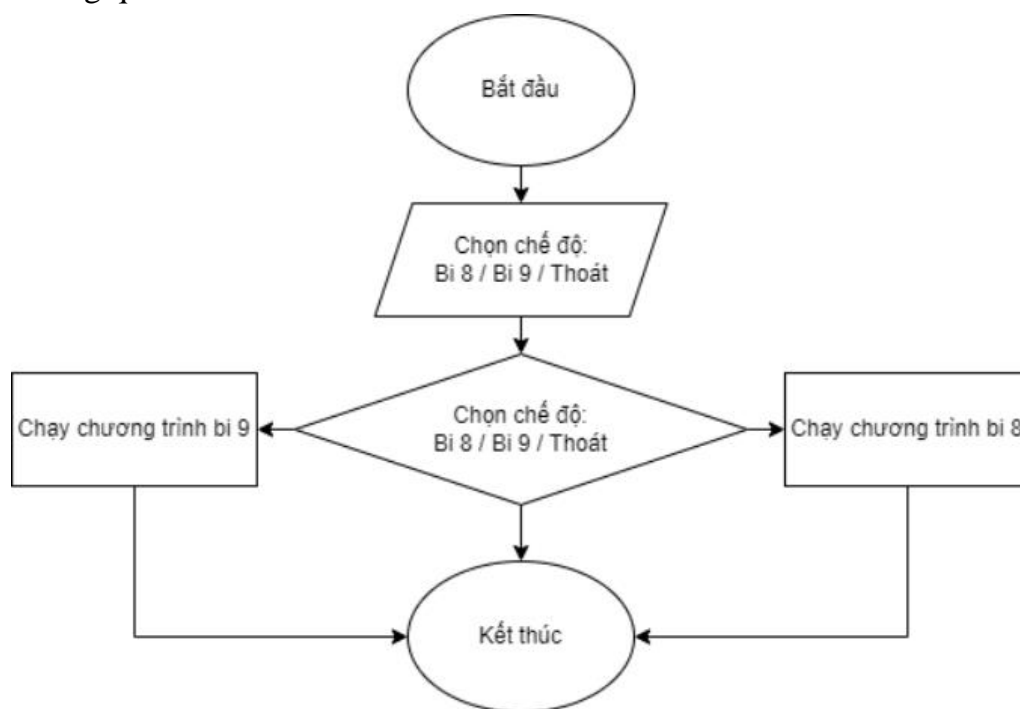 Bắt đầu
Chọn chế độ:
Bi 8 / Bi 9 / Thoát
Chạy chương trình bi 9
Chọn chế độ:
Bi 8 / Bi 9 / Thoát
Chạy chương trình bi 8
Kết thúc